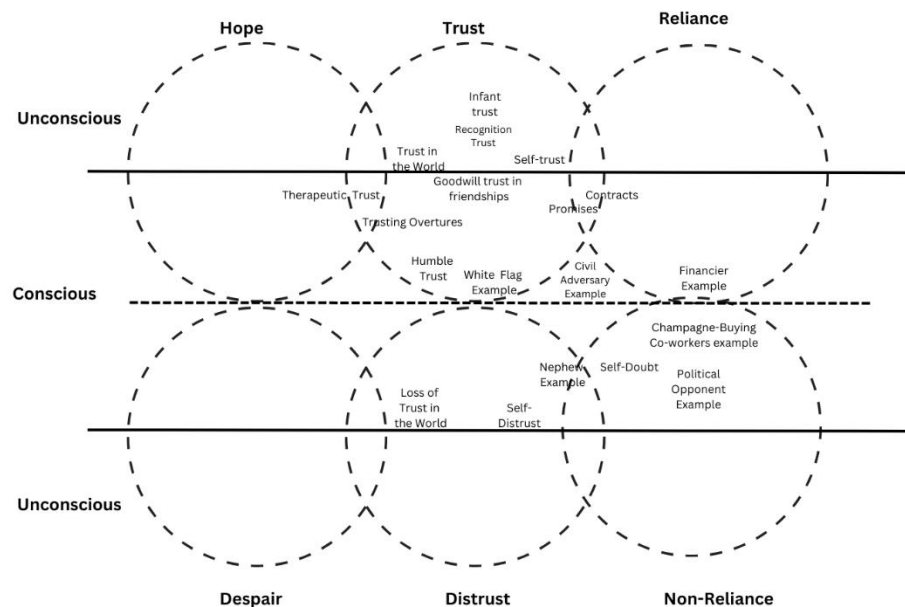 Hope
Trust
Reliance
Unconscious
Infant
trust
Recognition
Trust
Trust in
the World
Self-trust
Goodwill trust in
friendships
Therapeutic Trust
Contracts
Promises
Trusting Overtures
Humble
Trust
White Flag
Example
Civil
Adversary
Example
Financier
Example
Conscious
Champagne-Buying
Co-workers example
Nephew
Example
Self-Doubt
Political
Opponent
Example
Loss of
Trust in
the World
Self-
Distrust
Unconscious
Despair
Distrust
Non-Reliance